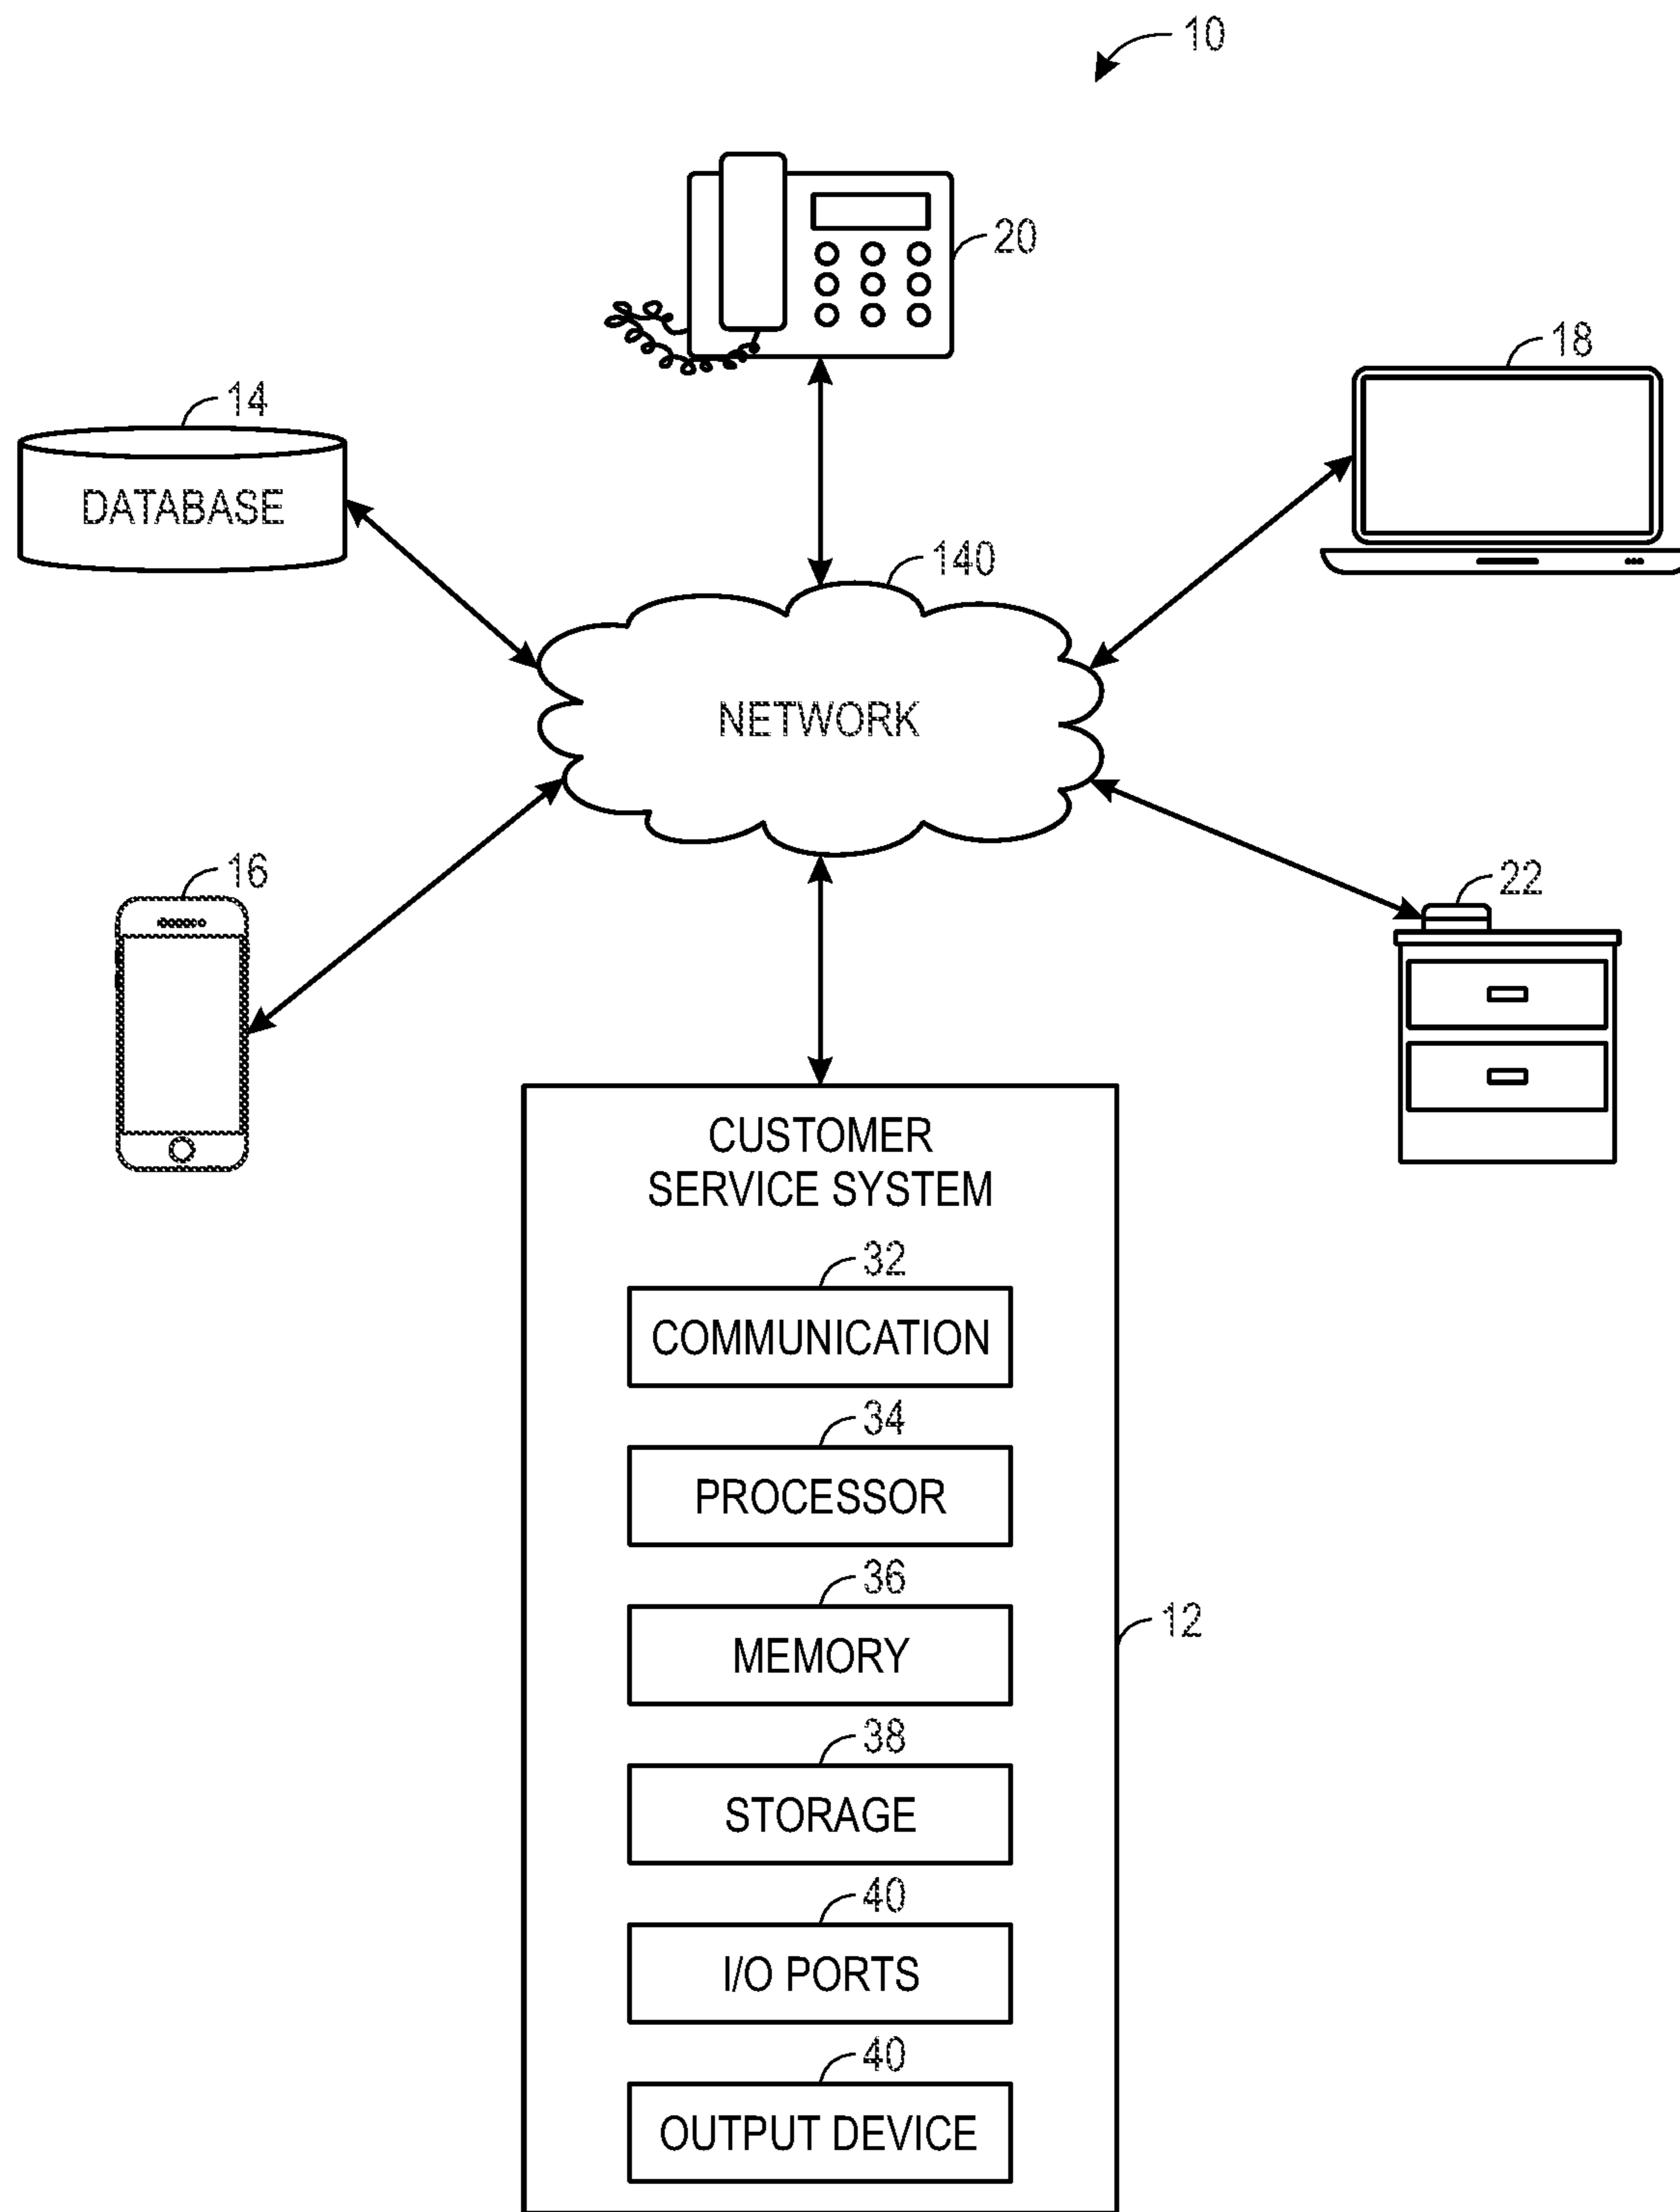 10
20
18
14
DATABASE
140
NETWORK
16
22
CUSTOMER
SERVICE SYSTEM
32
COMMUNICATION
34
PROCESSOR
36
MEMORY
12
38
STORAGE
40
I/O PORTS
40
OUTPUT DEVICE